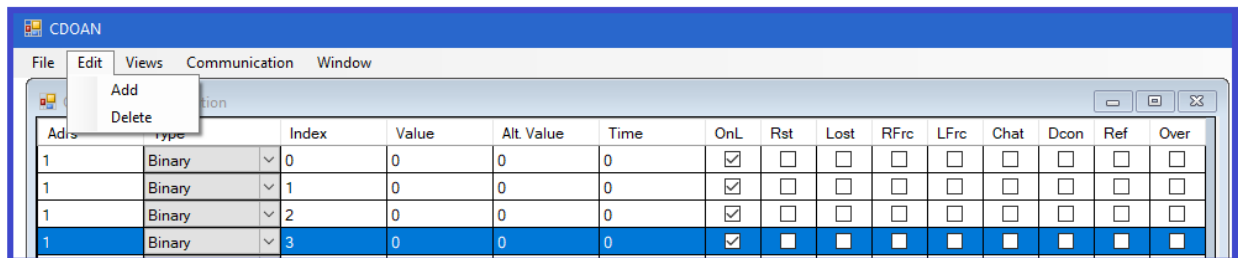 CDOAN
File Edit Views Communication Window
Add
Delete
Adrs Type Index Value Alt. Value Time OnL Rst Lost RFrc LFrc Chat Dcon Ref Over
1 Binary 0 0 0 0
1 Binary 1 0 0 0
1 Binary 2 0 0 0
1 Binary 3 0 0 0